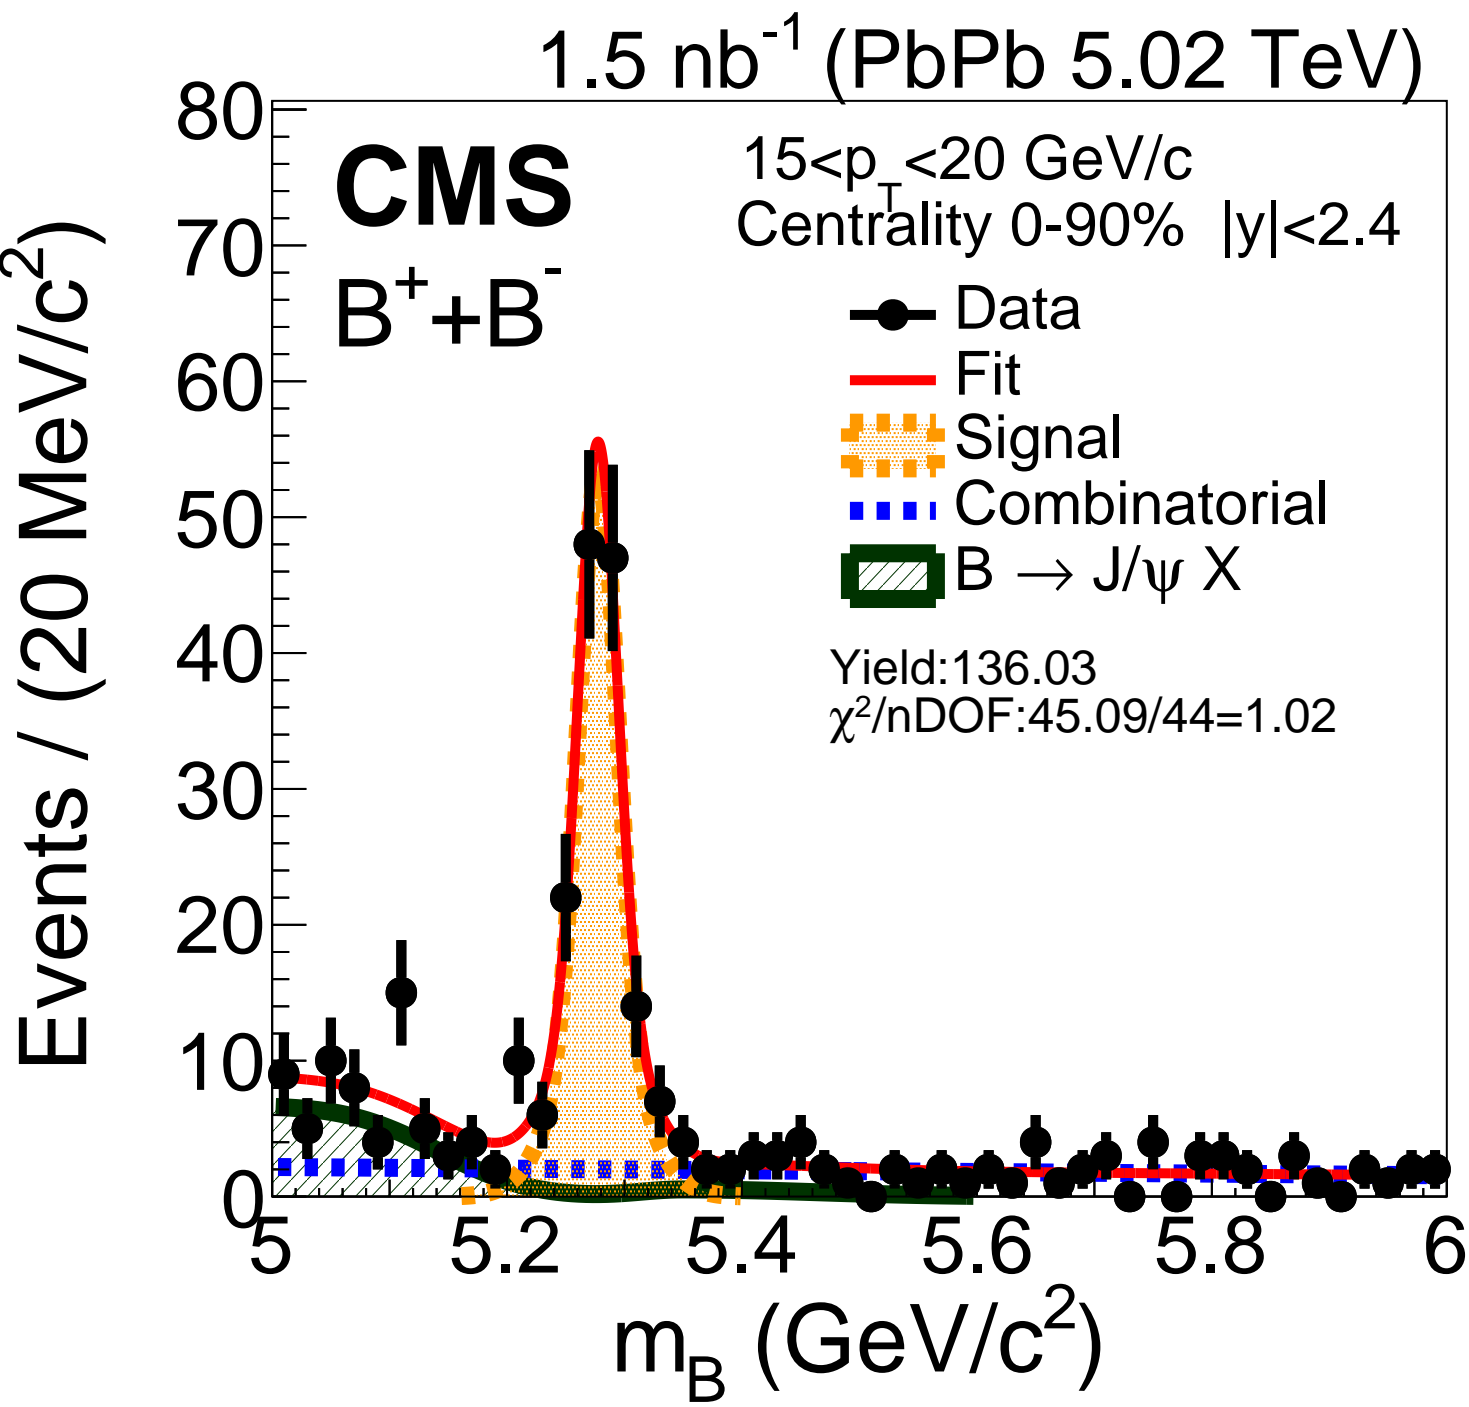 1.5 nb⁻¹ (PbPb 5.02 TeV)
CMS
B⁺+B⁻
15<p_T<20 GeV/c
Centrality 0-90% |y|<2.4
Data
Fit
Signal
Combinatorial
B → J/ψ X
Yield:136.03
χ²/nDOF:45.09/44=1.02
Events / (20 MeV/c²)
80
70
60
50
40
30
20
10
0
5 5.2 5.4 5.6 5.8 6
m_B (GeV/c²)